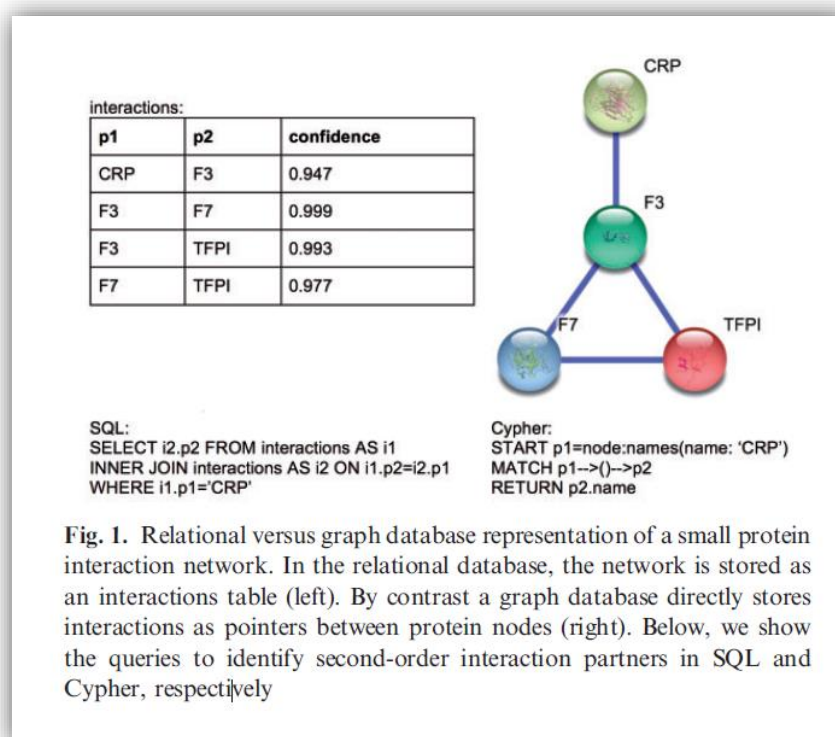 interactions:
p1 p2 confidence
CRP F3 0.947
F3 F7 0.999
F3 TFPI 0.993
F7 TFPI 0.977
CRP
F3
F7
TFPI
SQL:
SELECT i2.p2 FROM interactions AS i1
INNER JOIN interactions AS i2 ON i1.p2=i2.p1
WHERE i1.p1='CRP'
Cypher:
START p1=node:names(name: 'CRP')
MATCH p1-->()-->p2
RETURN p2.name
Fig. 1. Relational versus graph database representation of a small protein
interaction network. In the relational database, the network is stored as
an interactions table (left). By contrast a graph database directly stores
interactions as pointers between protein nodes (right). Below, we show
the queries to identify second-order interaction partners in SQL and
Cypher, respectively